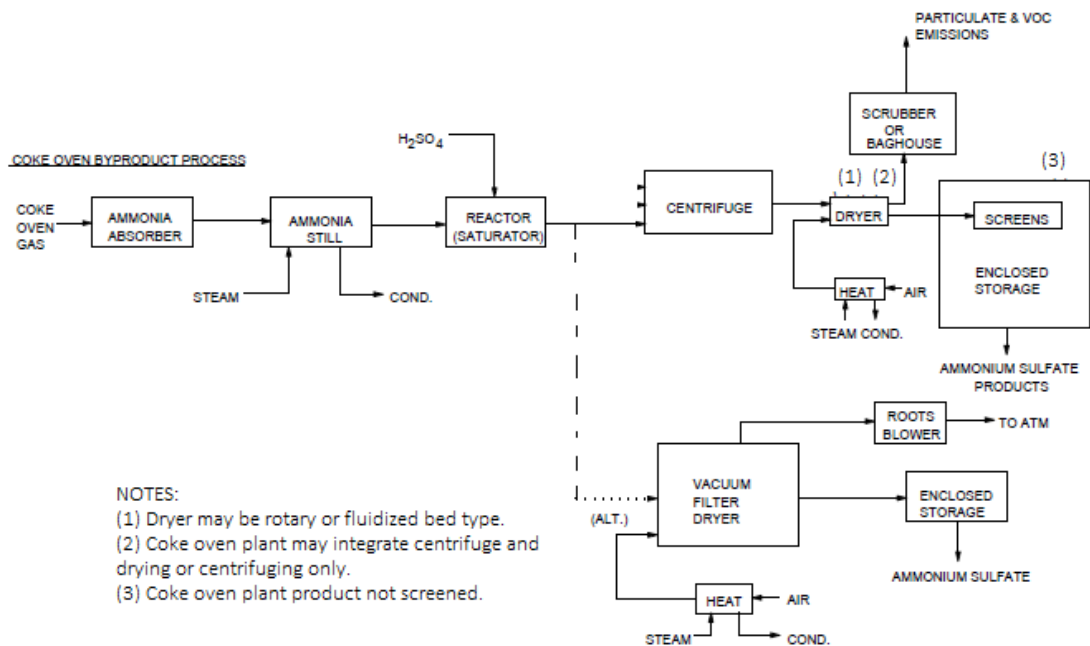 PARTICULATE & VOC
EMISSIONS
SCRUBBER
OR
BAGHOUSE
H2SO4
COKE OVEN BYPRODUCT PROCESS
(1) (2)
(3)
COKE
OVEN
GAS
AMMONIA
ABSORBER
AMMONIA
STILL
REACTOR
(SATURATOR)
CENTRIFUGE
DRYER
SCREENS
ENCLOSED
STORAGE
STEAM
COND.
HEAT
AIR
STEAM COND.
AMMONIUM SULFATE
PRODUCTS
ROOTS
BLOWER
TO ATM
VACUUM
FILTER
DRYER
(ALT.)
ENCLOSED
STORAGE
AMMONIUM SULFATE
HEAT
AIR
STEAM
COND.
NOTES:
(1) Dryer may be rotary or fluidized bed type.
(2) Coke oven plant may integrate centrifuge and
drying or centrifuging only.
(3) Coke oven plant product not screened.